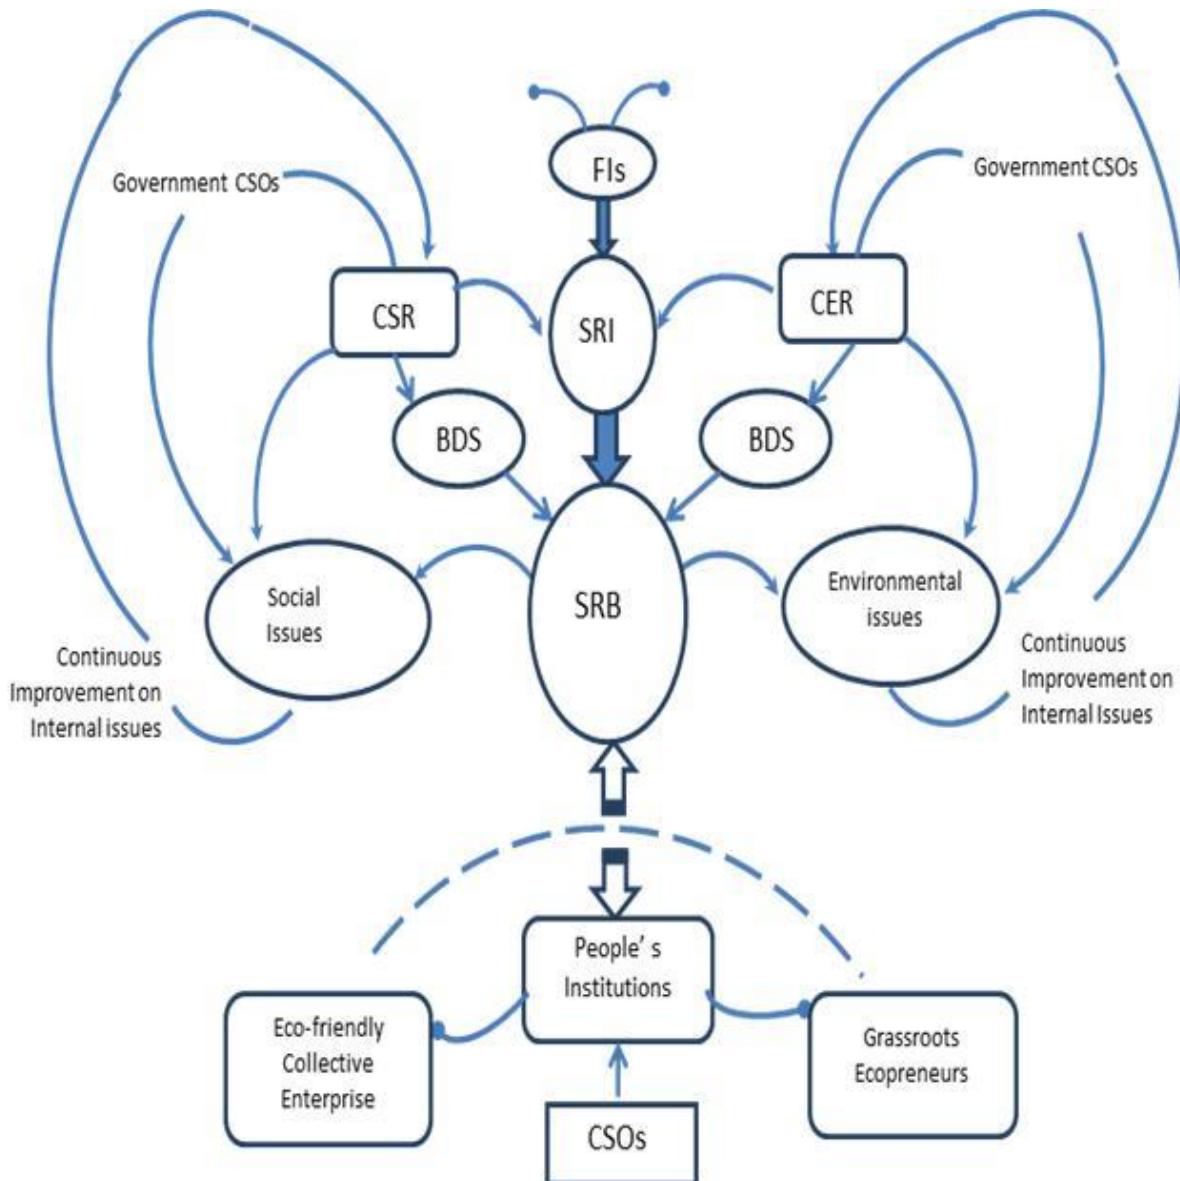 FIs
Government CSOs
Government CSOs
CSR
SRI
CER
BDS
BDS
Social
Issues
SRB
Environmental
issues
Continuous
Improvement on
Internal issues
Continuous
Improvement on
Internal Issues
People' s
Institutions
Eco-friendly
Collective
Enterprise
Grassroots
Ecopreneurs
CSOs